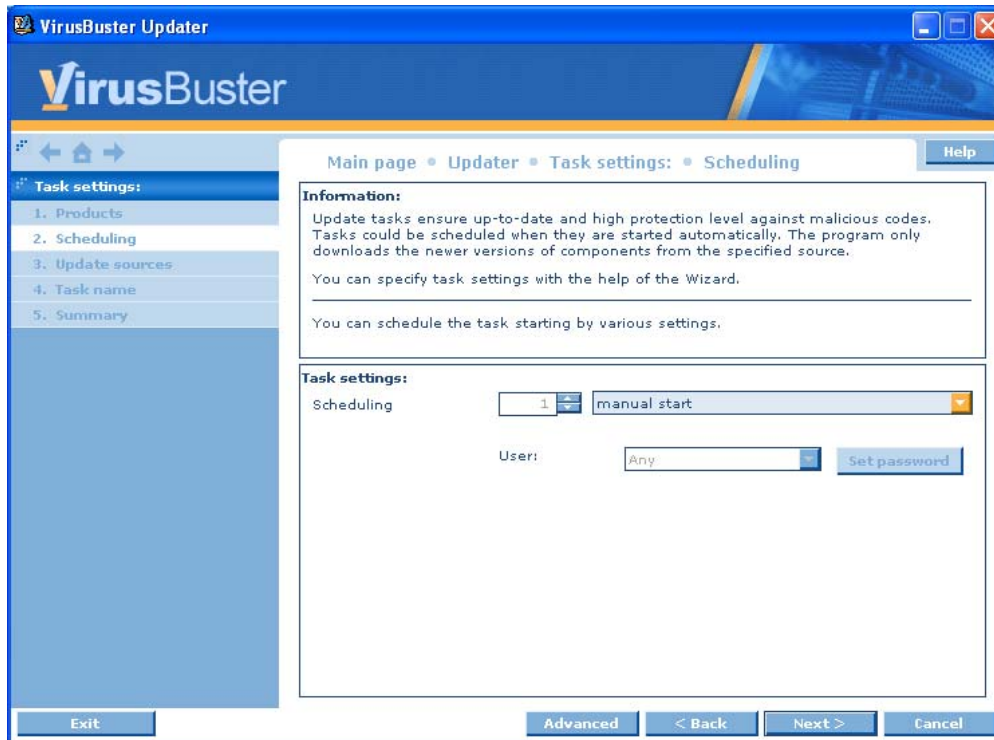 VirusBuster Updater
VirusBuster
Main page • Updater • Task settings: • Scheduling
Help
Task settings:
1. Products
2. Scheduling
3. Update sources
4. Task name
5. Summary
Information:
Update tasks ensure up-to-date and high protection level against malicious codes.
Tasks could be scheduled when they are started automatically. The program only
downloads the newer versions of components from the specified source.
You can specify task settings with the help of the Wizard.
You can schedule the task starting by various settings.
Task settings:
Scheduling 1 manual start
User: Any Set password
Exit Advanced < Back Next > Cancel